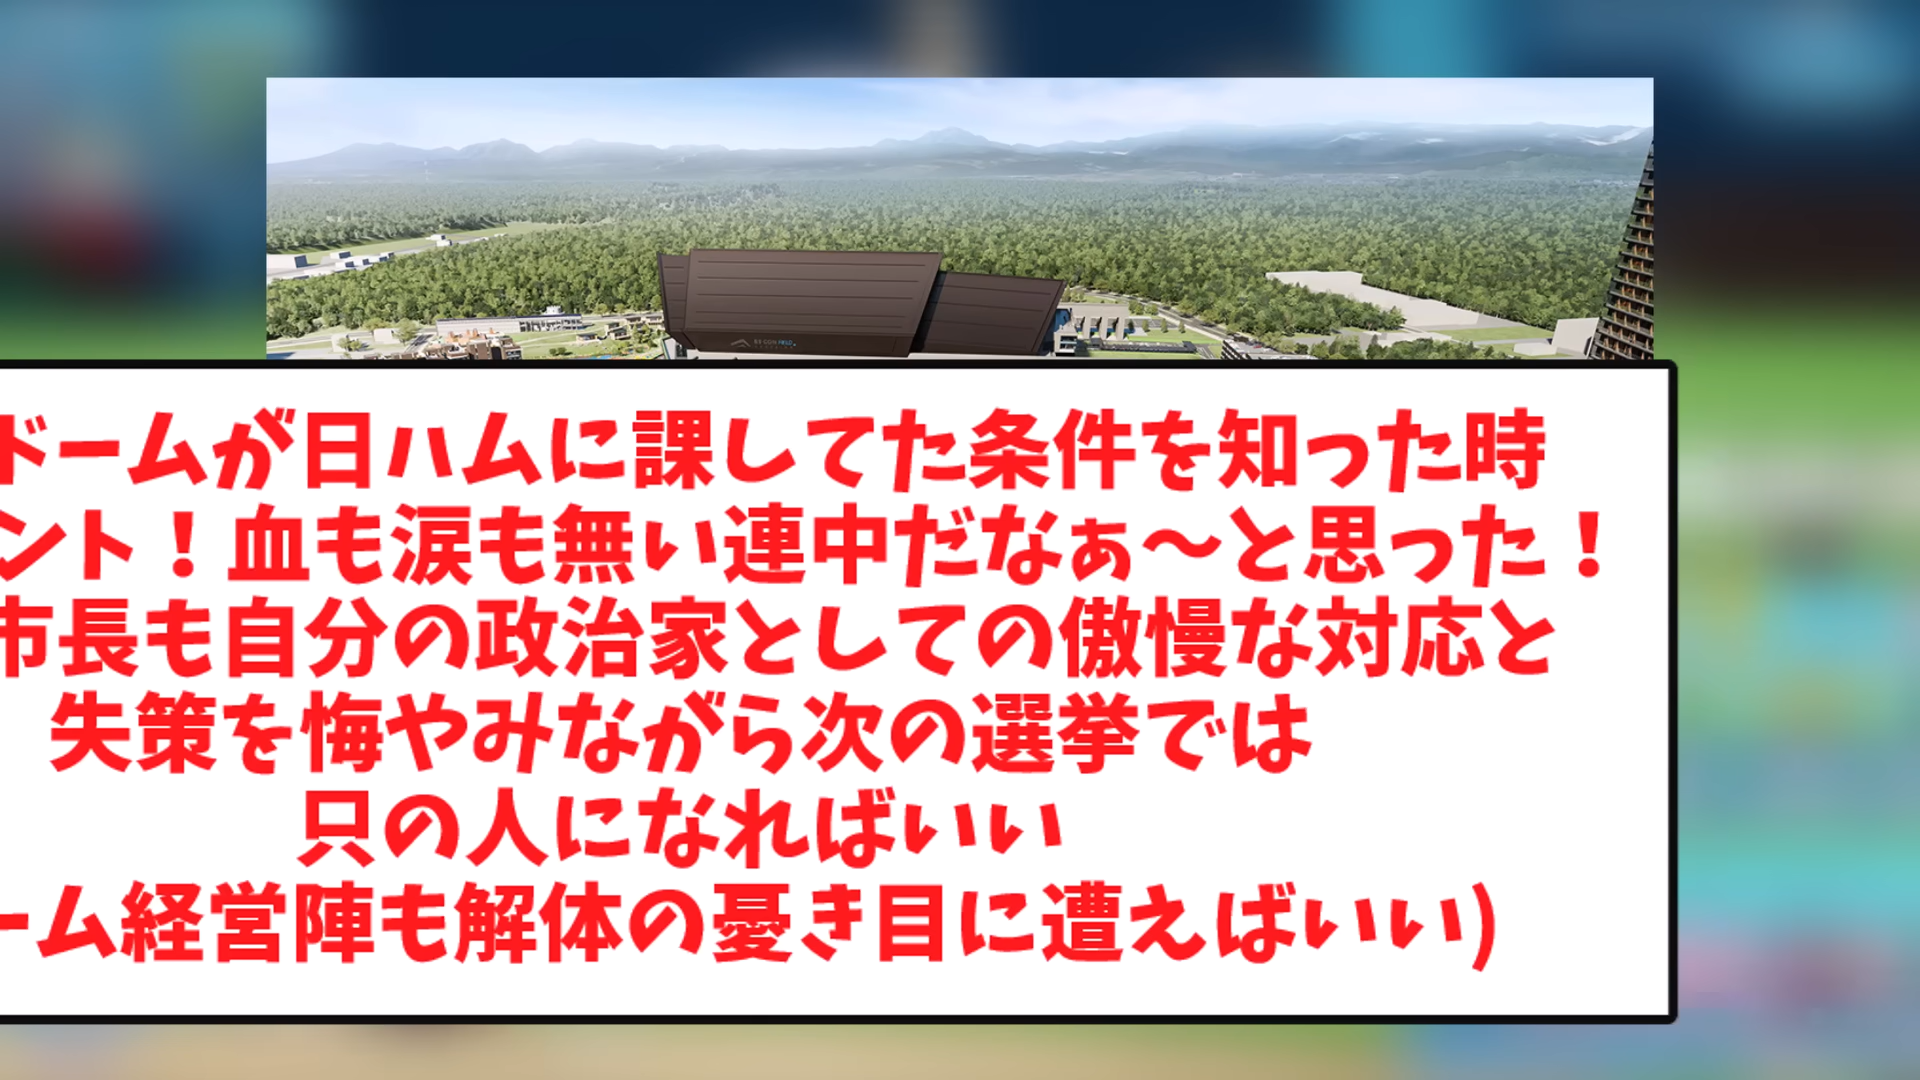 ドームが日ハムに課してた条件を知った時
ント！血も涙も無い連中だなぁ〜と思った！
市長も自分の政治家としての傲慢な対応と
失策を悔やみながら次の選挙では
只の人になればいい
ーム経営陣も解体の憂き目に遭えばいい)